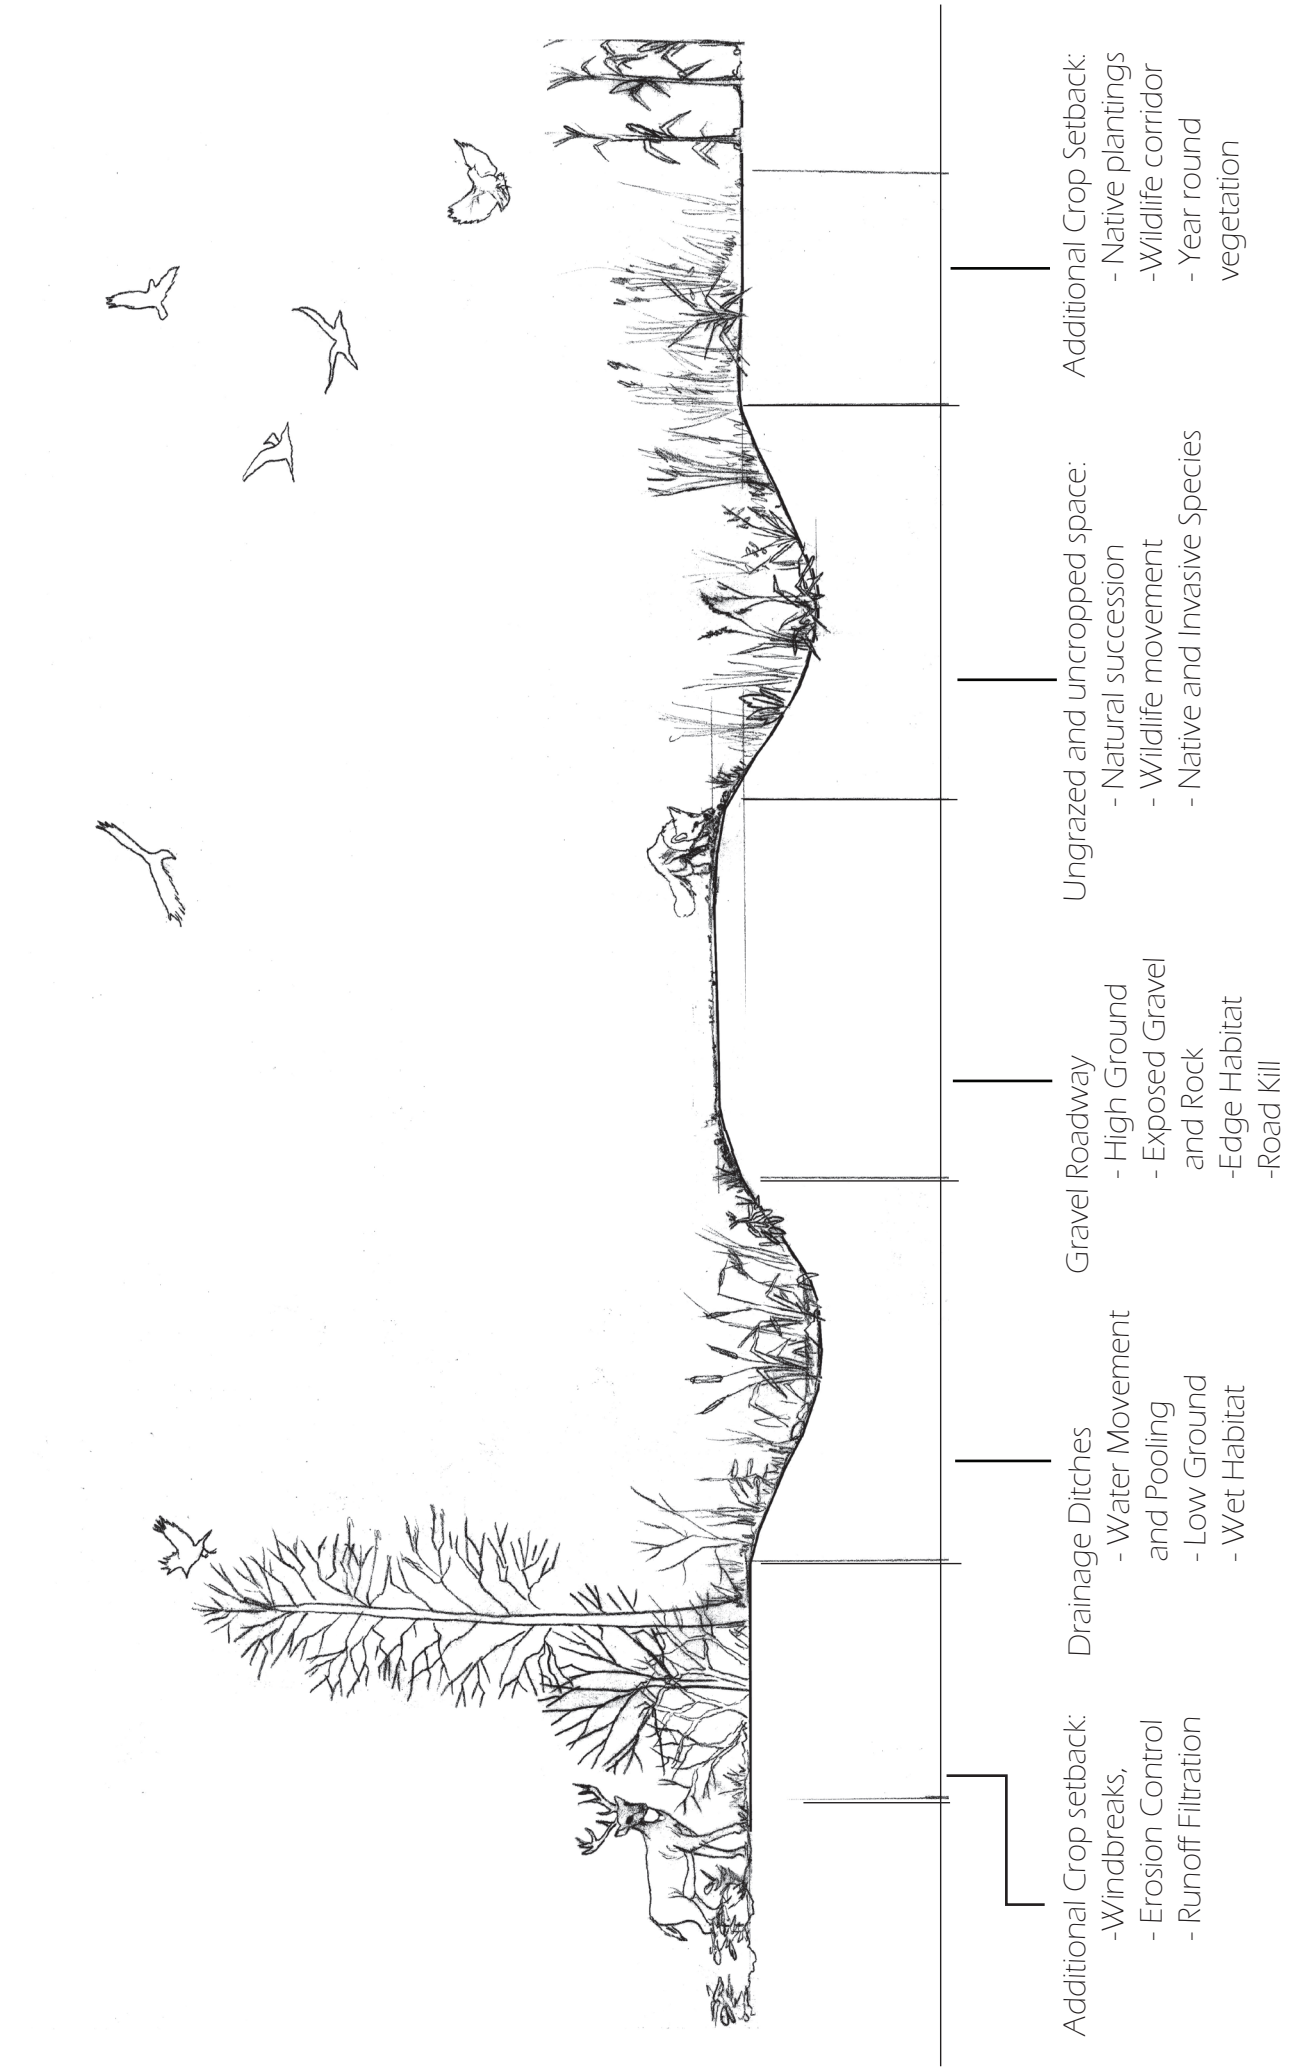 Additional Crop setback:
-Windbreaks,
- Erosion Control
- Runoff Filtration
Drainage Ditches
- Water Movement
and Pooling
- Low Ground
- Wet Habitat
Gravel Roadway
- High Ground
- Exposed Gravel
and Rock
-Edge Habitat
-Road Kill
Ungrazed and uncropped space:
- Natural succession
- Wildlife movement
- Native and Invasive Species
Additional Crop Setback:
- Native plantings
-Wildlife corridor
- Year round
vegetation